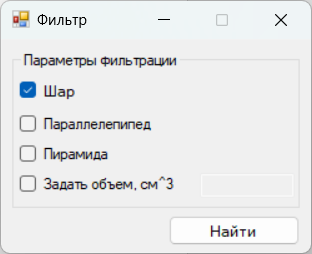 Фильтр
Параметры фильтрации
Шар
Параллелепипед
Пирамида
Задать объем, см^3
Найти